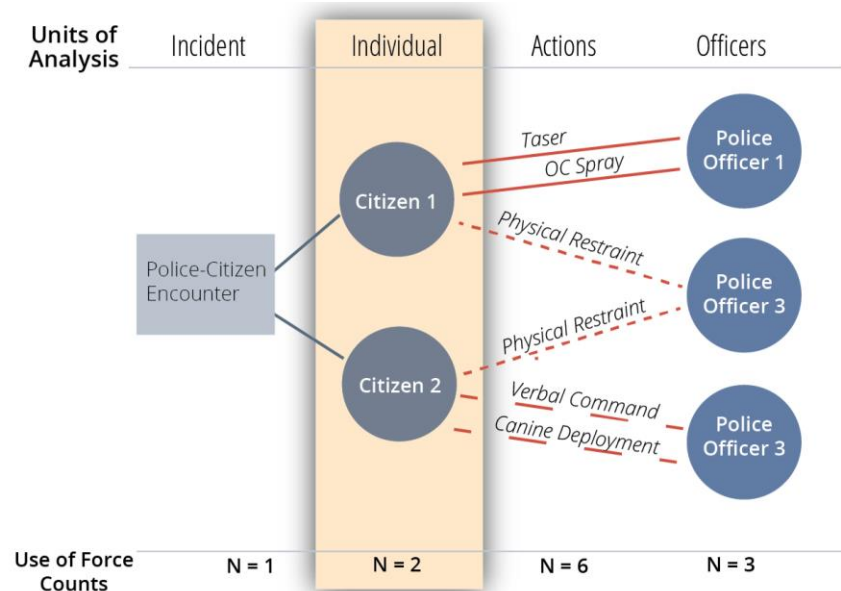 Units of
Analysis
Incident
Individual
Actions
Officers
Taser
OC Spray
Police
Officer 1
Citizen 1
Physical Restraint
Police-Citizen
Encounter
Police
Officer 3
Physical Restraint
Citizen 2
Verbal Command
Canine Deployment
Police
Officer 3
Use of Force
Counts
N = 1
N = 2
N = 6
N = 3